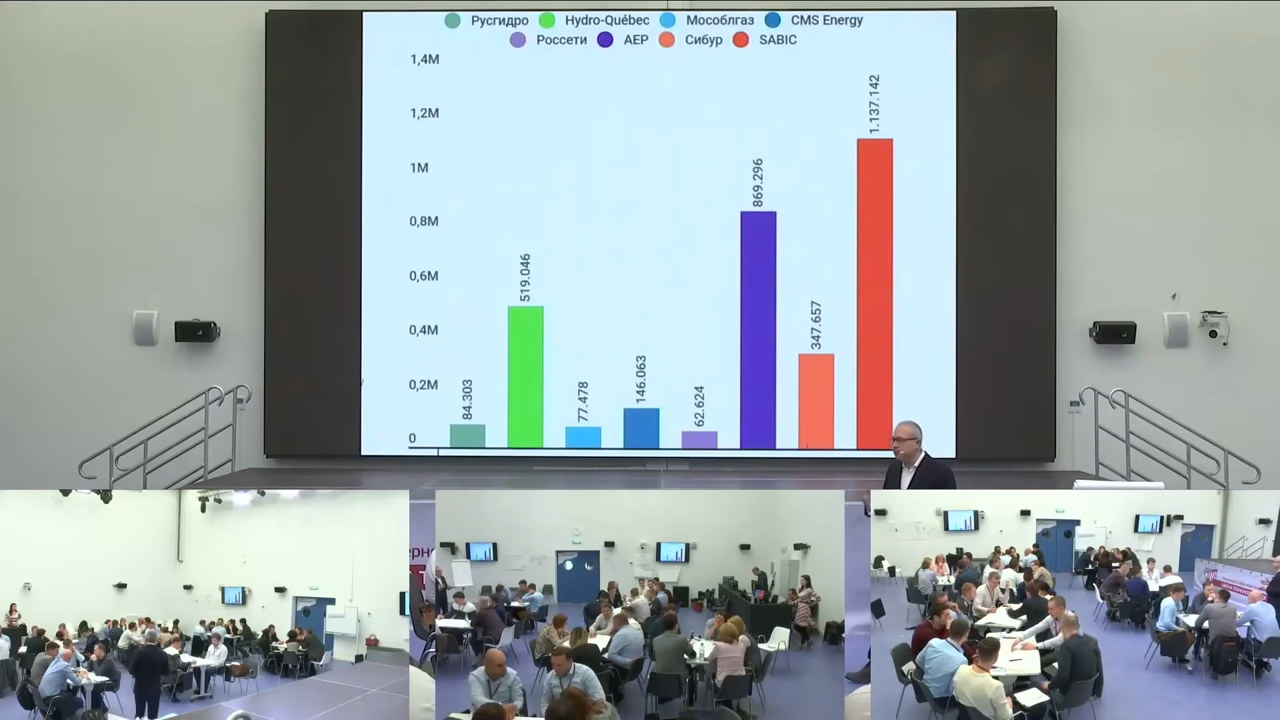 Русгидро Hydro-Québec Мособлгаз CMS Energy
Россети AEP Сибур SABIC
1,4M
1,2M
1M
0,8M
0,6M
0,4M
0,2M
0
84.303
519.046
77.478
146.063
62.624
869.296
347.657
1.137.142